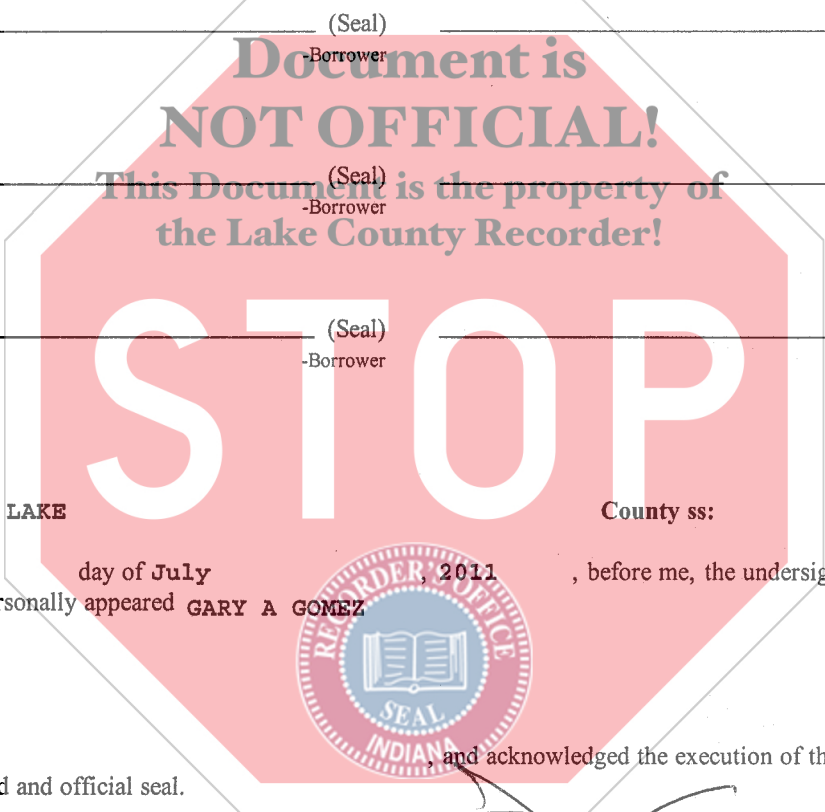 (Seal)
-Borrower
Document is
NOT OFFICIAL!
(Seal)
This Document is the property of
-Borrower
the Lake County Recorder!
STOP
(Seal)
-Borrower
LAKE County ss:
day of July , 2011 , before me, the undersig
rsonally appeared GARY A GOMEZ
RECORDER'S OFFICE
SEAL
INDIANA
, and acknowledged the execution of th
d and official seal.